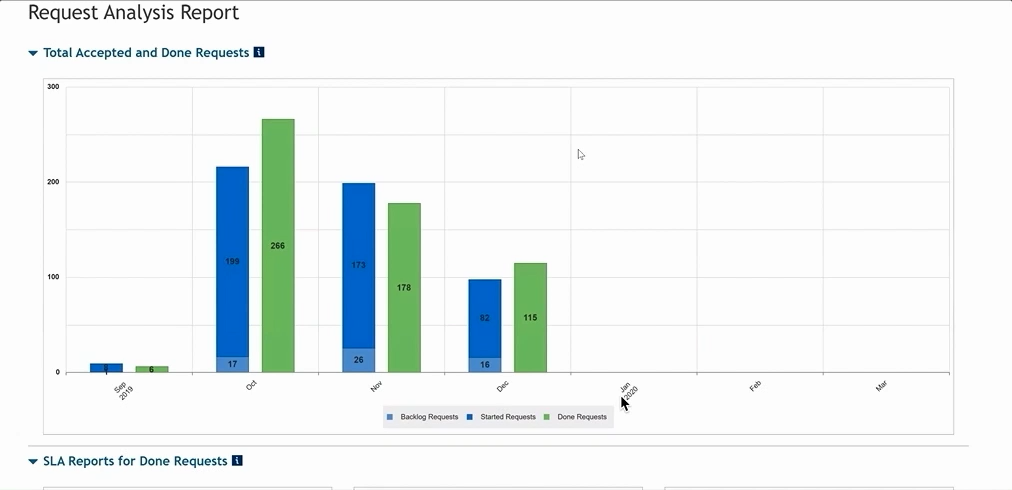 Request Analysis Report
Total Accepted and Done Requests
300
200
100
0
199
17
266
173
26
178
82
16
115
6
Sep
2019
Oct
Nov
Dec
Jan
2020
Feb
Mar
Backlog Requests Started Requests Done Requests
SLA Reports for Done Requests